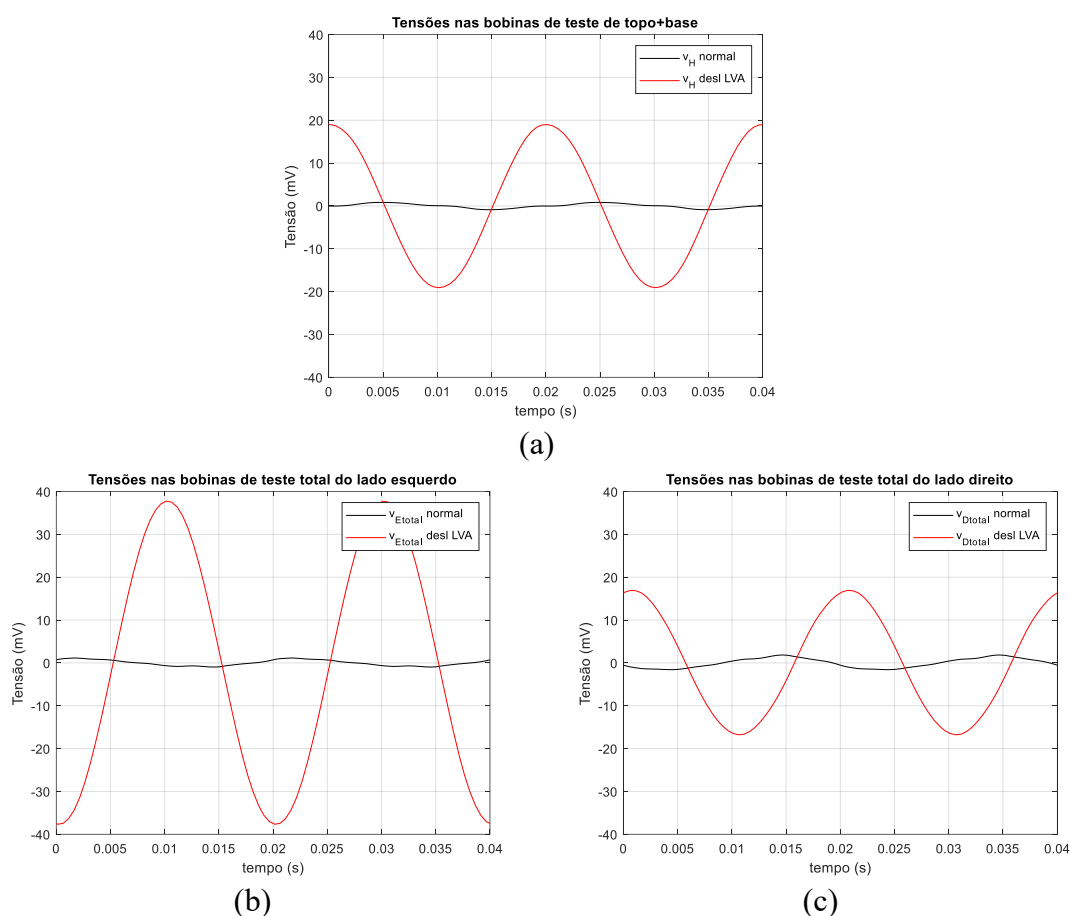 Tensões nas bobinas de teste de topo+base
40
30
20
10
0
-10
-20
-30
-40
Tensão (mV)
v_H normal
v_H desl LVA
0 0.005 0.01 0.015 0.02 0.025 0.03 0.035 0.04
tempo (s)
(a)
Tensões nas bobinas de teste total do lado esquerdo
40
30
20
10
0
-10
-20
-30
-40
Tensão (mV)
v_Etotal normal
v_Etotal desl LVA
0 0.005 0.01 0.015 0.02 0.025 0.03 0.035 0.04
tempo (s)
(b)
Tensões nas bobinas de teste total do lado direito
40
30
20
10
0
-10
-20
-30
-40
Tensão (mV)
v_Dtotal normal
v_Dtotal desl LVA
0 0.005 0.01 0.015 0.02 0.025 0.03 0.035 0.04
tempo (s)
(c)